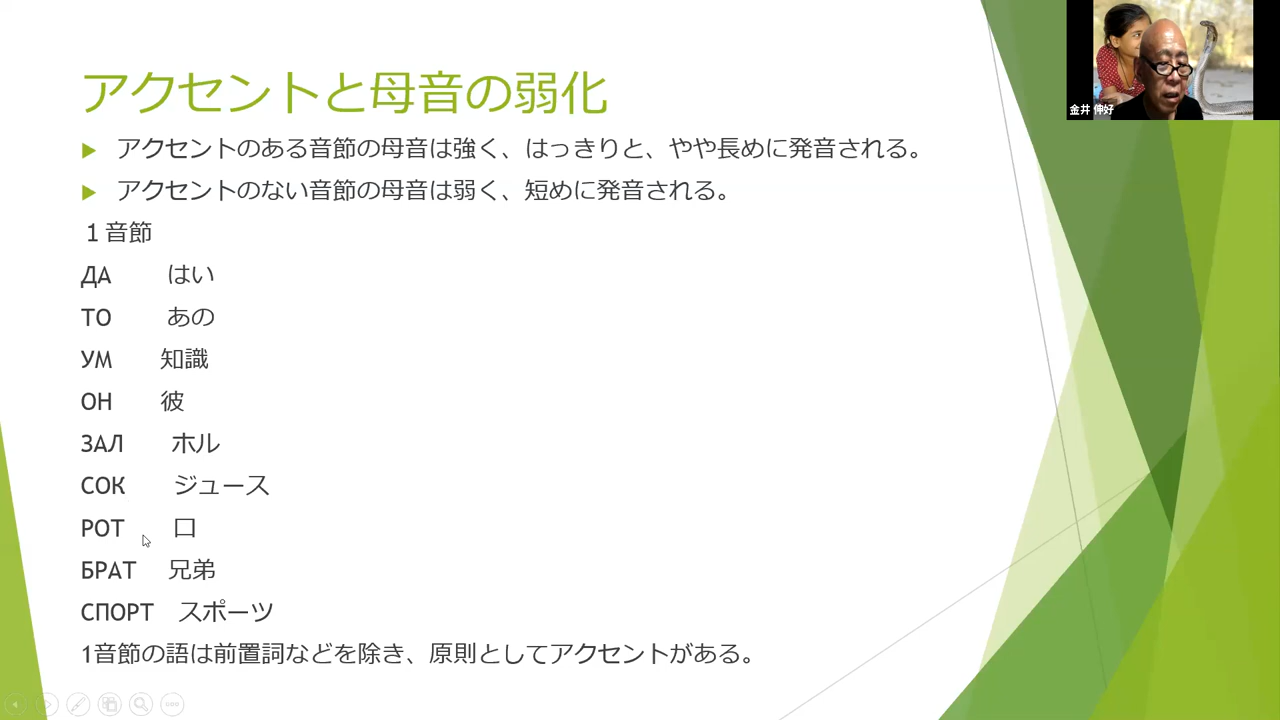 アクセントと母音の弱化
アクセントのある音節の母音は強く、はっきりと、やや長めに発音される。
アクセントのない音節の母音は弱く、短めに発音される。
１音節
ДА はい
ТО あの
УМ 知識
ОН 彼
ЗАЛ ホル
СОК ジュース
РОТ 口
БРАТ 兄弟
СПОРТ スポーツ
1音節の語は前置詞などを除き、原則としてアクセントがある。
金井 伸好